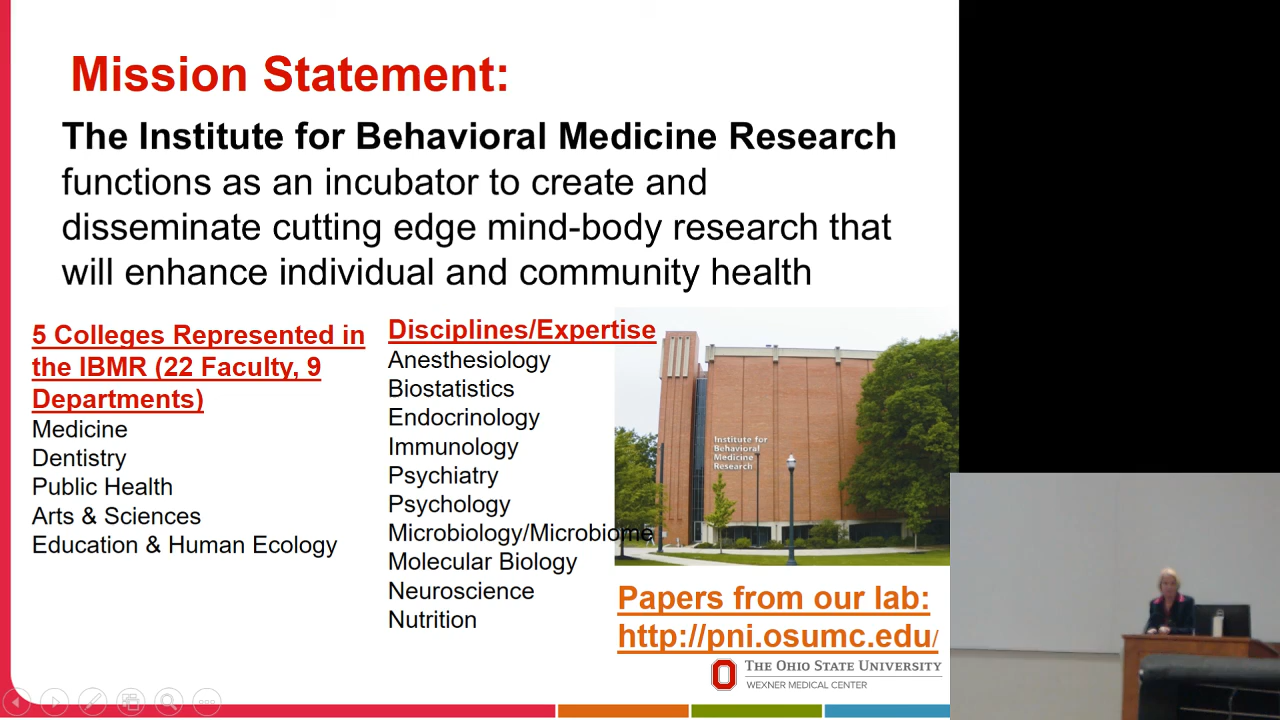 Mission Statement:
The Institute for Behavioral Medicine Research
functions as an incubator to create and
disseminate cutting edge mind-body research that
will enhance individual and community health
5 Colleges Represented in
the IBMR (22 Faculty, 9
Departments)
Medicine
Dentistry
Public Health
Arts & Sciences
Education & Human Ecology
Disciplines/Expertise
Anesthesiology
Biostatistics
Endocrinology
Immunology
Psychiatry
Psychology
Microbiology/Microbiome
Molecular Biology
Neuroscience
Nutrition
Institute for
Behavioral
Medicine
Research
Papers from our lab:
http://pni.osumc.edu/
THE OHIO STATE UNIVERSITY
WEXNER MEDICAL CENTER